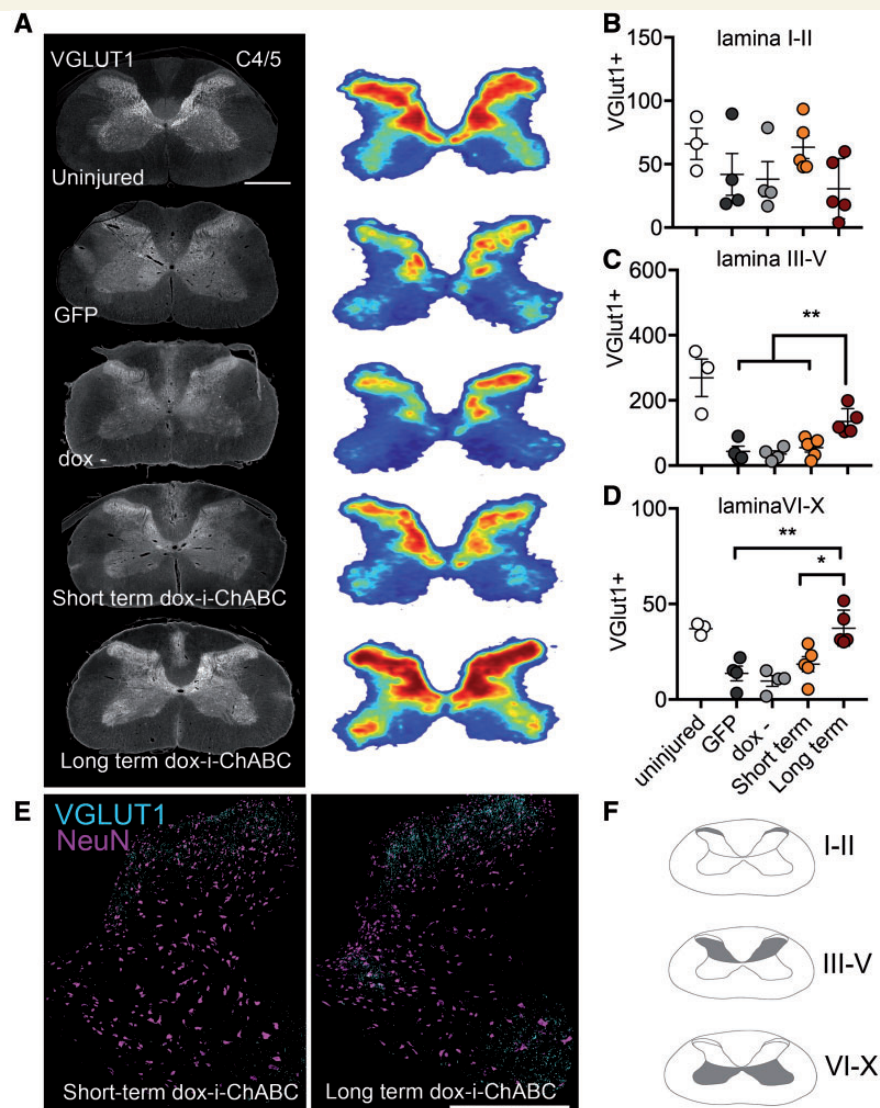 A
VGLUT1 C4/5
Uninjured
GFP
dox -
Short term dox-i-ChABC
Long term dox-i-ChABC
B
lamina I-II
VGlut1+
150
100
50
0
C
lamina III-V
VGlut1+
600
400
200
0
**
D
laminaVI-X
VGlut1+
100
50
0
**
*
uninjured
GFP
dox -
Short term
Long term
E
VGLUT1
NeuN
Short-term dox-i-ChABC
Long term dox-i-ChABC
F
I-II
III-V
VI-X